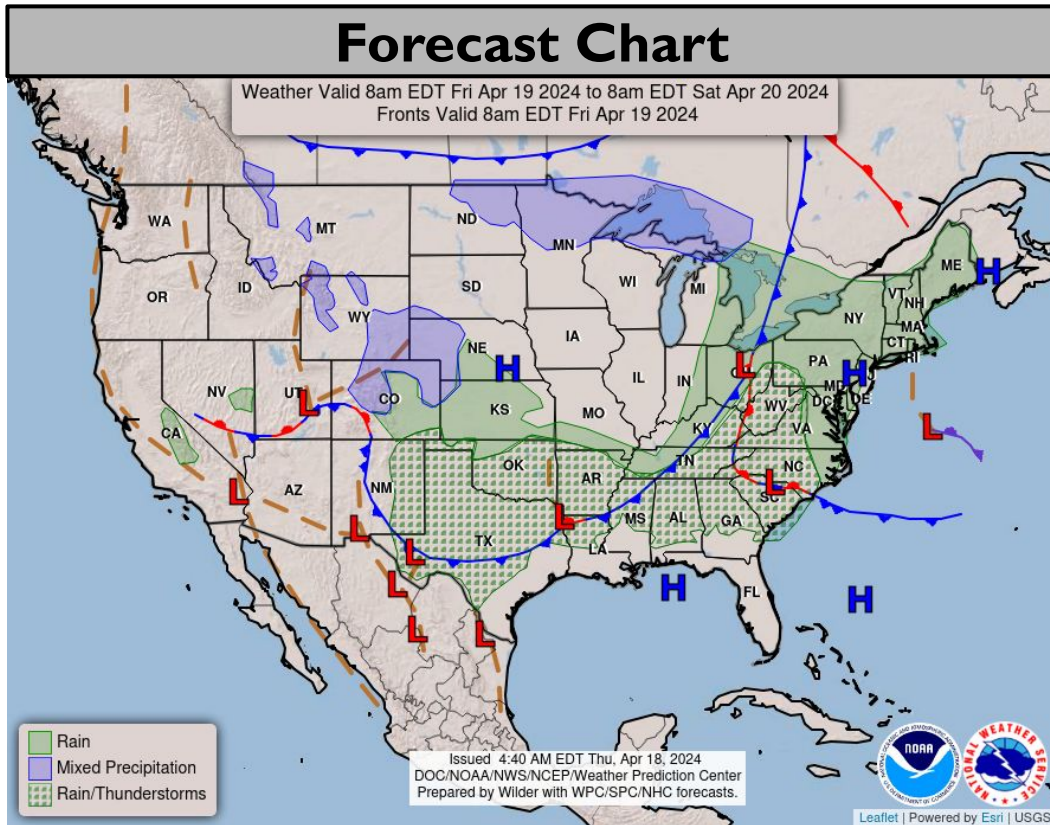 Forecast Chart
Weather Valid 8am EDT Fri Apr 19 2024 to 8am EDT Sat Apr 20 2024
Fronts Valid 8am EDT Fri Apr 19 2024
WA
MT
ND
MN
ME
OR
ID
SD
WI
MI
VT
NH
WY
NY
MA
IA
CT
RI
NE
H
H
PA
NV
UT
L
CO
IL
IN
L
H
MD
DE
DC
WV
KS
MO
KY
VA
CA
L
L
AZ
NM
OK
AR
TN
NC
L
SC
L
L
TX
L
L
MS
AL
GA
LA
L
H
FL
H
L
L
Rain
Mixed Precipitation
Rain/Thunderstorms
Issued 4:40 AM EDT Thu, Apr 18, 2024
DOC/NOAA/NWS/NCEP/Weather Prediction Center
Prepared by Wilder with WPC/SPC/NHC forecasts.
NOAA
NATIONAL WEATHER SERVICE
Leaflet | Powered by Esri | USGS